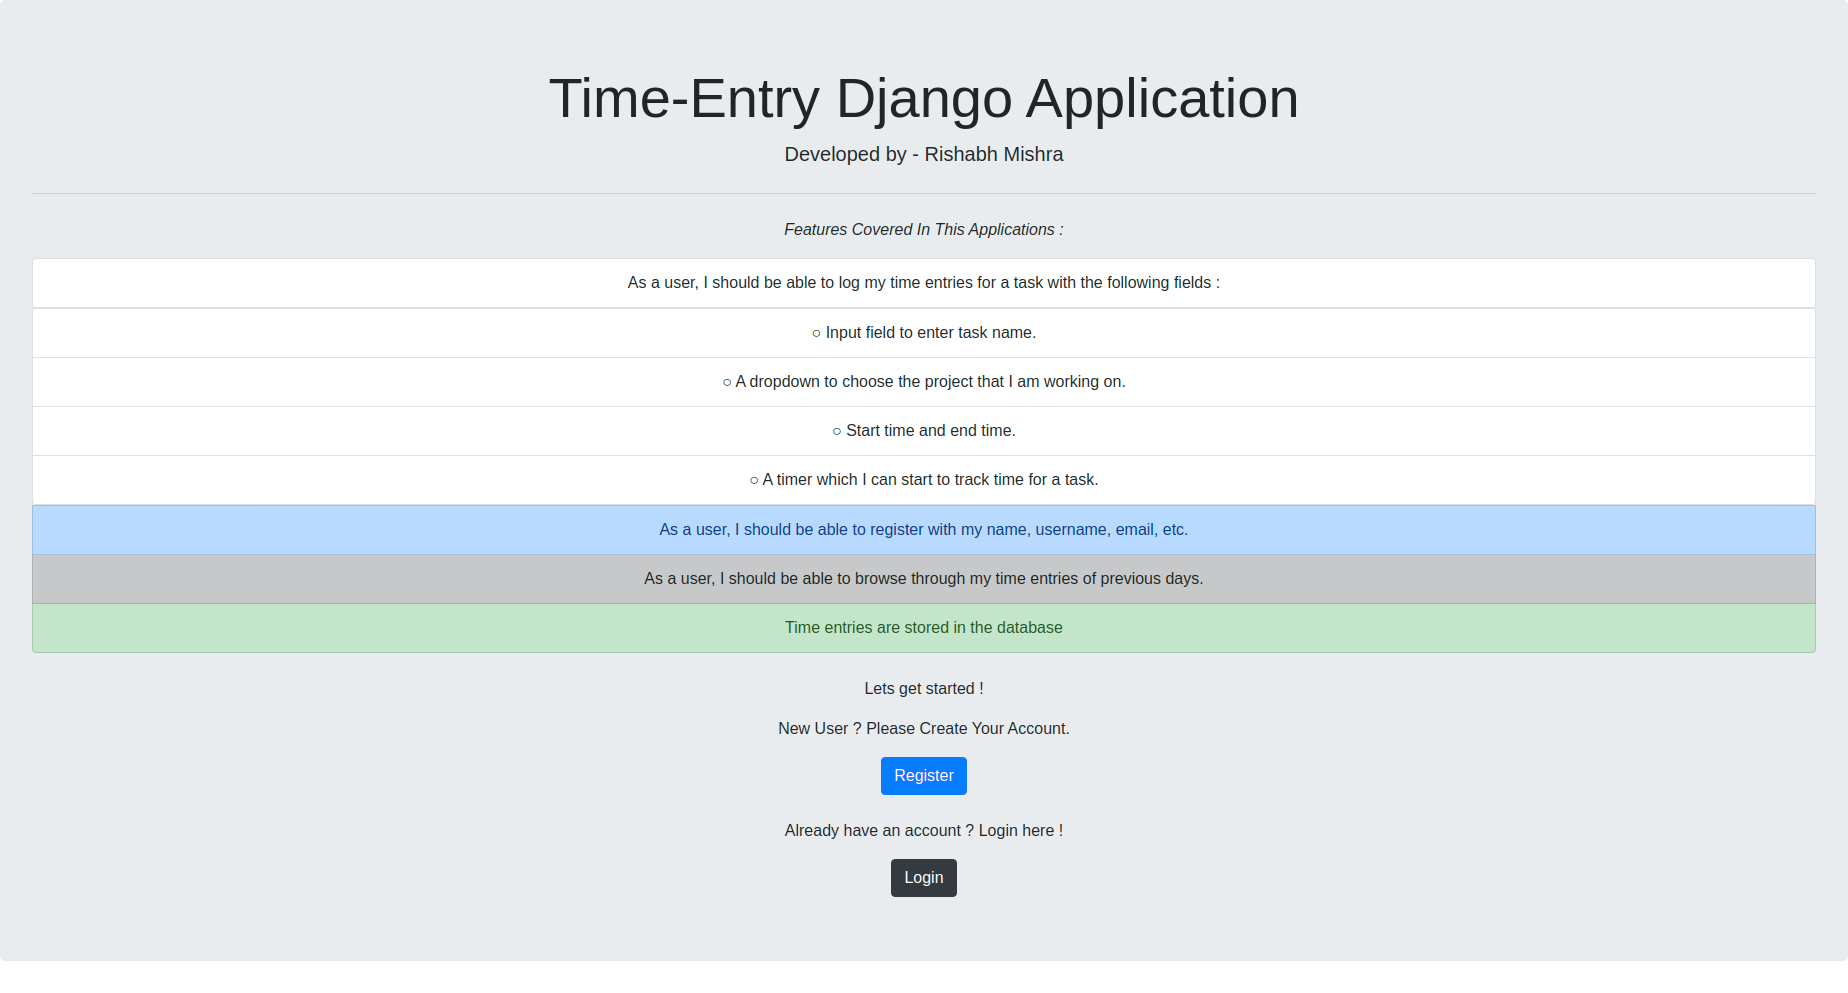 Time-Entry Django Application
Developed by - Rishabh Mishra
Features Covered In This Applications :
As a user, I should be able to log my time entries for a task with the following fields :
○ Input field to enter task name.
○ A dropdown to choose the project that I am working on.
○ Start time and end time.
○ A timer which I can start to track time for a task.
As a user, I should be able to register with my name, username, email, etc.
As a user, I should be able to browse through my time entries of previous days.
Time entries are stored in the database
Lets get started !
New User ? Please Create Your Account.
Register
Already have an account ? Login here !
Login